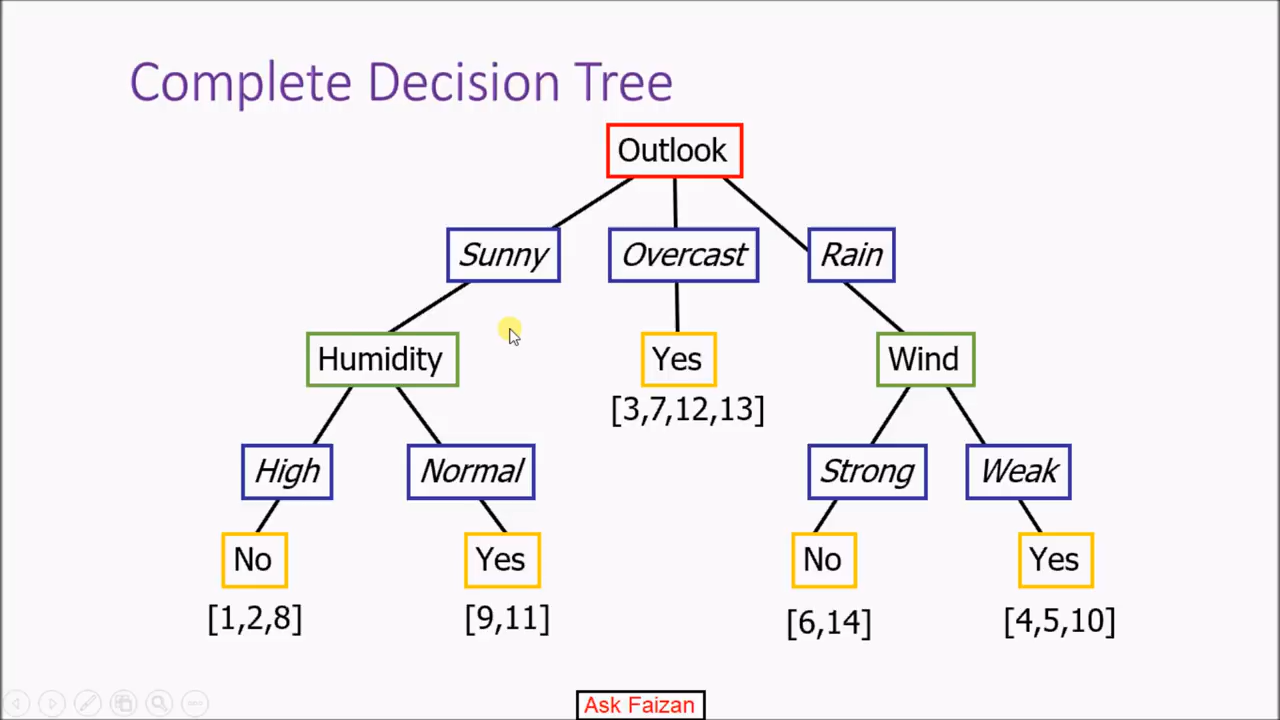 Complete Decision Tree
Outlook
Sunny Overcast Rain
Humidity Yes Wind
[3,7,12,13]
High Normal Strong Weak
No Yes No Yes
[1,2,8] [9,11] [6,14] [4,5,10]
Ask Faizan